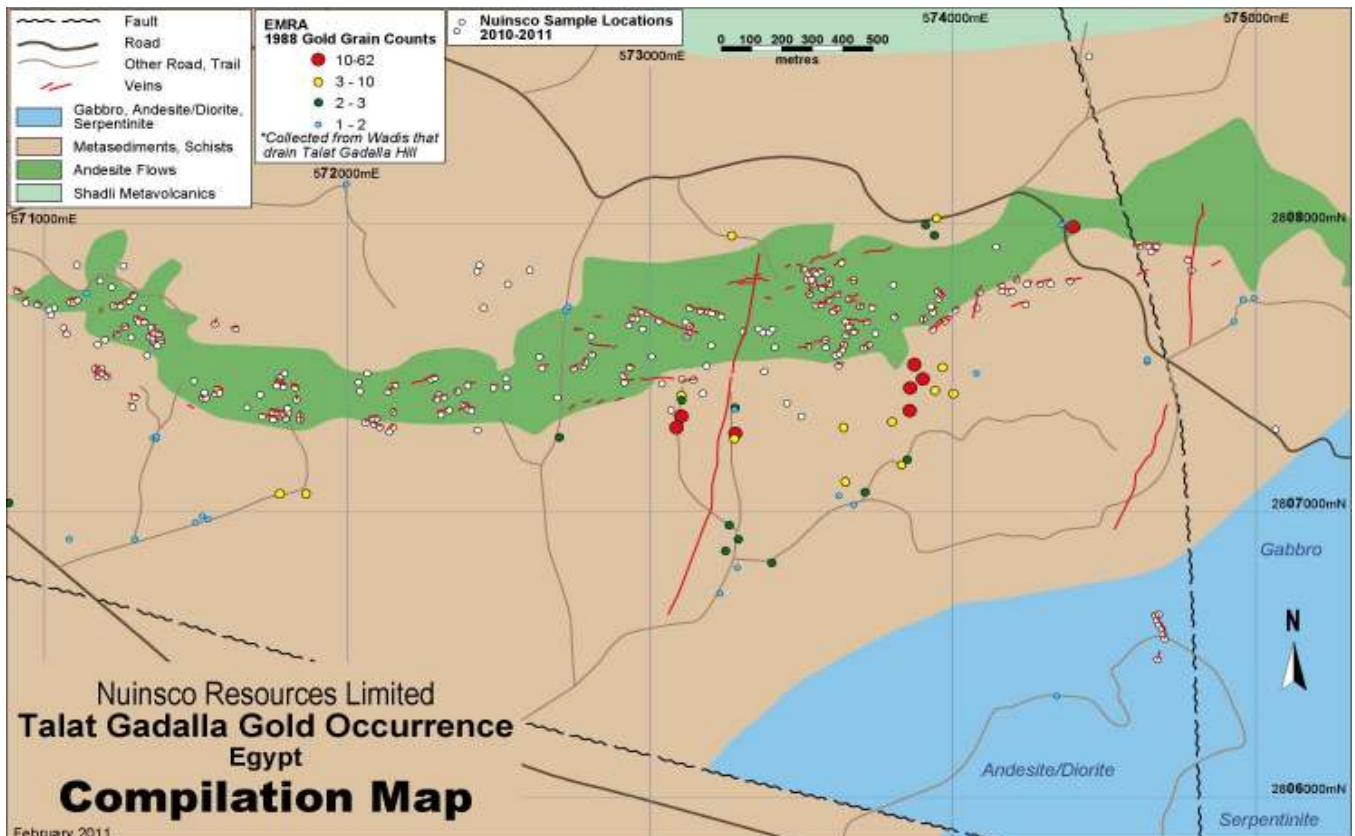 Fault
Road
Other Road, Trail
Veins
Gabbro, Andesite/Diorite,
Serpentinite
Metasediments, Schists
Andesite Flows
Shadli Metavolcanics
EMRA
1988 Gold Grain Counts
10-62
3 - 10
2 - 3
1 - 2
*Collected from Wadis that
drain Talat Gadalla Hill
Nuinsco Sample Locations
2010-2011
0 100 200 300 400 500
metres
571000mE
572000mE
573000mE
574000mE
575000mE
2808000mN
2807000mN
2806000mN
Gabbro
N
Andesite/Diorite
Serpentinite
Nuinsco Resources Limited
Talat Gadalla Gold Occurrence
Egypt
Compilation Map
February 2011